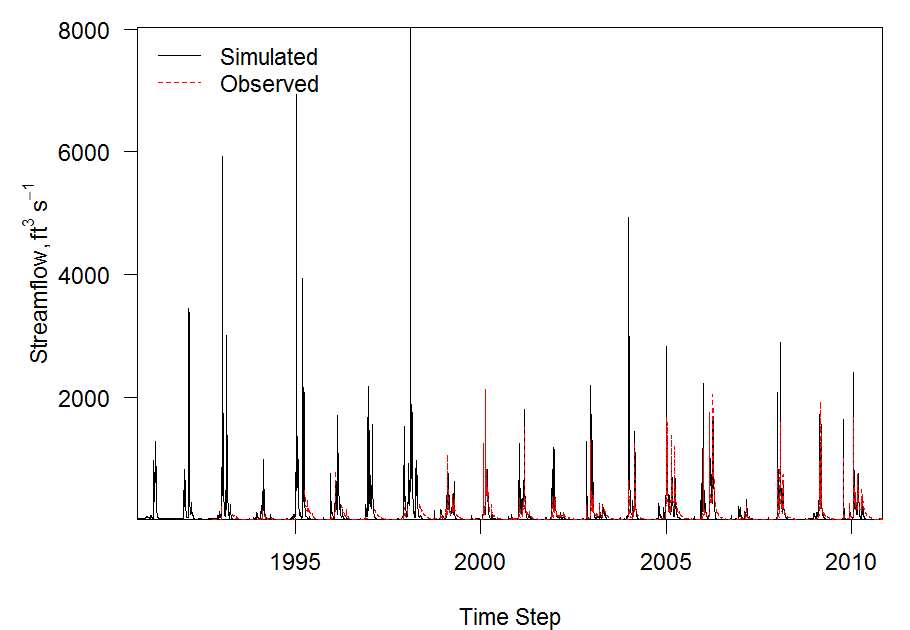 8000
6000
4000
2000
Streamflow, ft³ s⁻¹
Simulated
Observed
1995 2000 2005 2010
Time Step